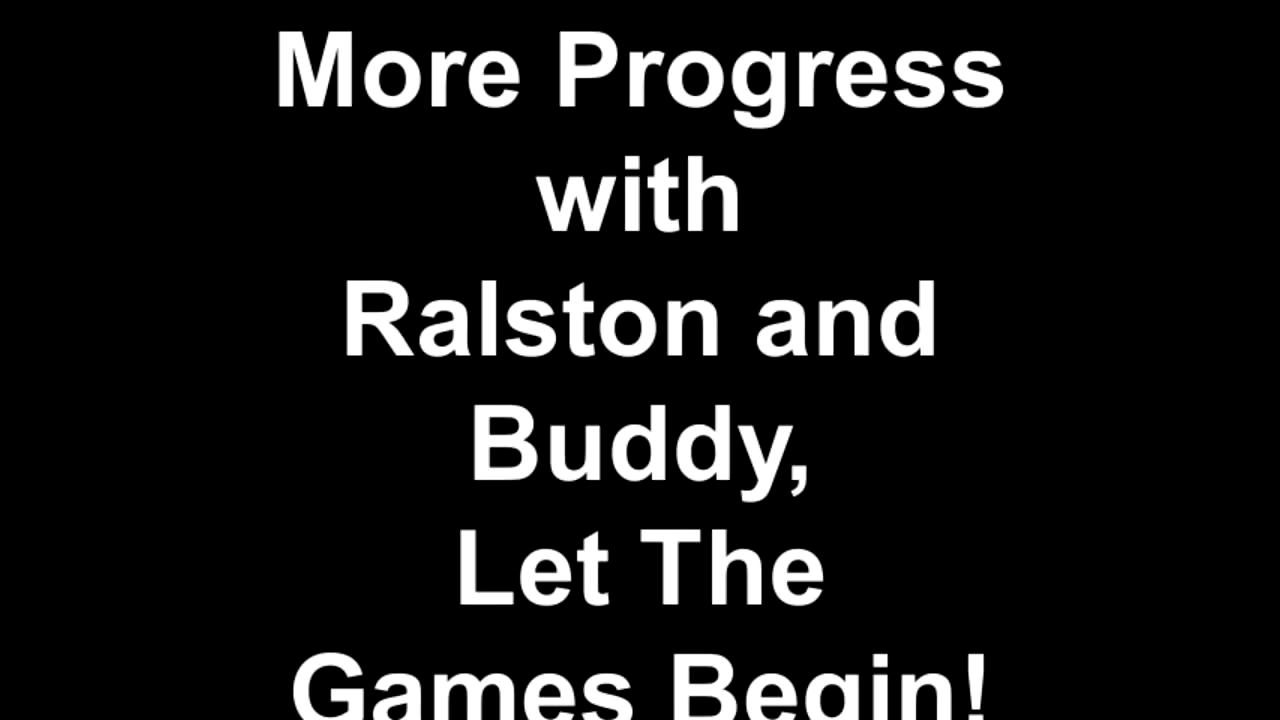 More Progress
with
Ralston and
Buddy,
Let The
Games Begin!